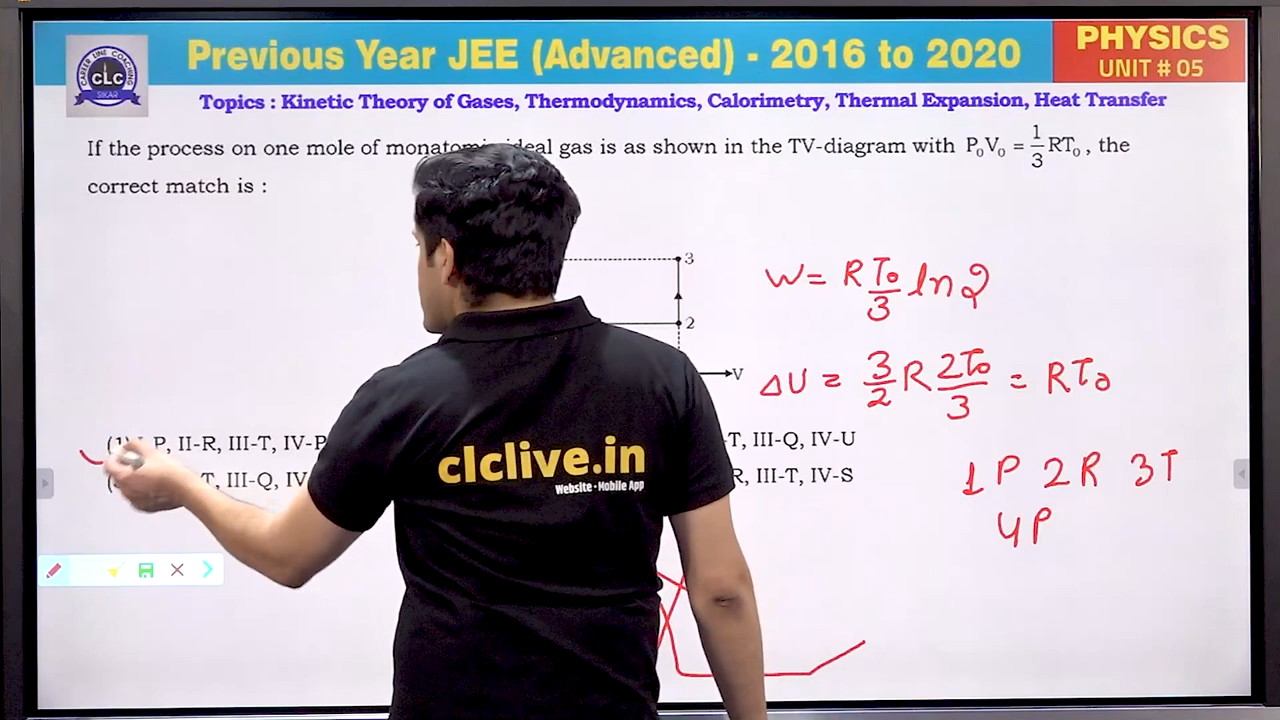 Previous Year JEE (Advanced) - 2016 to 2020
PHYSICS
UNIT # 05
CAREER LINE COACHING
CLC
SIKAR
Topics : Kinetic Theory of Gases, Thermodynamics, Calorimetry, Thermal Expansion, Heat Transfer
If the process on one mole of monatomic ideal gas is as shown in the TV-diagram with P₀V₀ = 1/3 RT₀ , the
correct match is :
3
2
V
W = R T₀/3 ln 2
ΔU = 3/2 R 2T₀/3 = RT₀
(1) P, II-R, III-T, IV-P
T, III-Q, IV-U
T, III-Q, IV
R, III-T, IV-S
1P 2R 3T
4P
clclive.in
Website • Mobile App